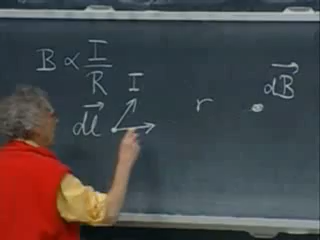 B ∝ I/R
I
dl⃗
r
dB⃗